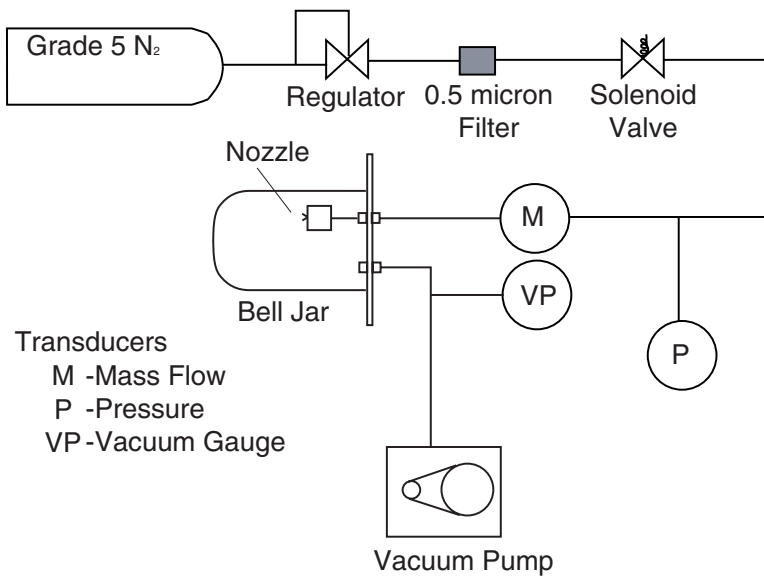 Grade 5 N₂
Regulator
0.5 micron
Filter
Solenoid
Valve
Nozzle
M
VP
Bell Jar
P
Transducers
M -Mass Flow
P -Pressure
VP -Vacuum Gauge
Vacuum Pump